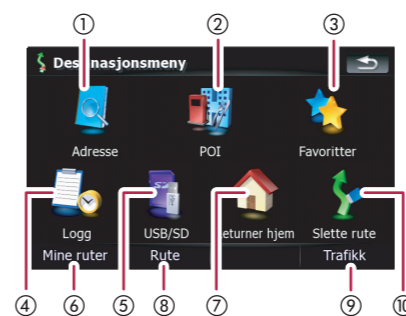 ① ② ③
Destinasjonsmeny
Adresse POI Favoritter
Logg USB/SD Returner hjem Slette rute
Mine ruter Rute Trafikk
④ ⑥ ⑤ ⑧ ⑦ ⑨ ⑩